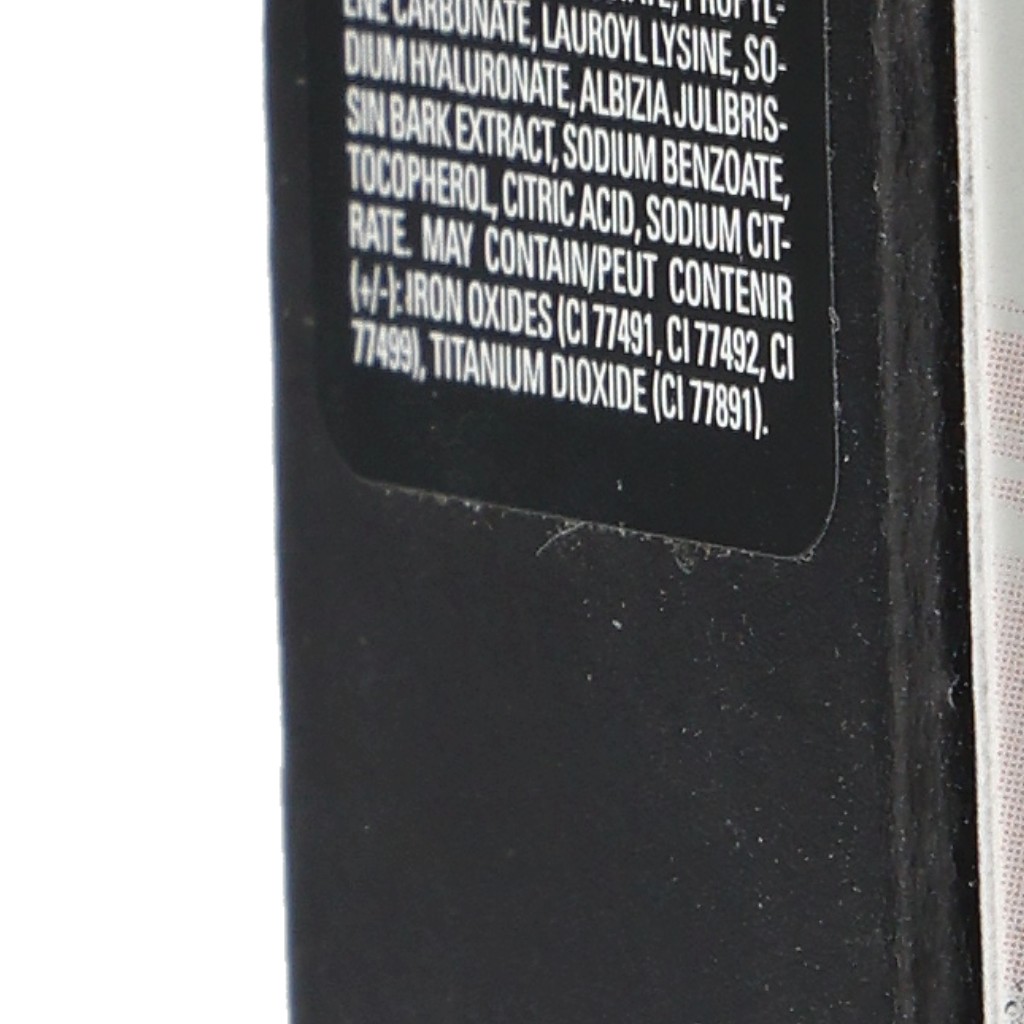 LENE CARBONATE, LAUROYL LYSINE, SO-
DIUM HYALURONATE, ALBIZIA JULIBRIS-
SIN BARK EXTRACT, SODIUM BENZOATE,
TOCOPHEROL, CITRIC ACID, SODIUM CIT-
RATE. MAY CONTAIN/PEUT CONTENIR
(+/-): IRON OXIDES (CI 77491, CI 77492, CI
77499), TITANIUM DIOXIDE (CI 77891).